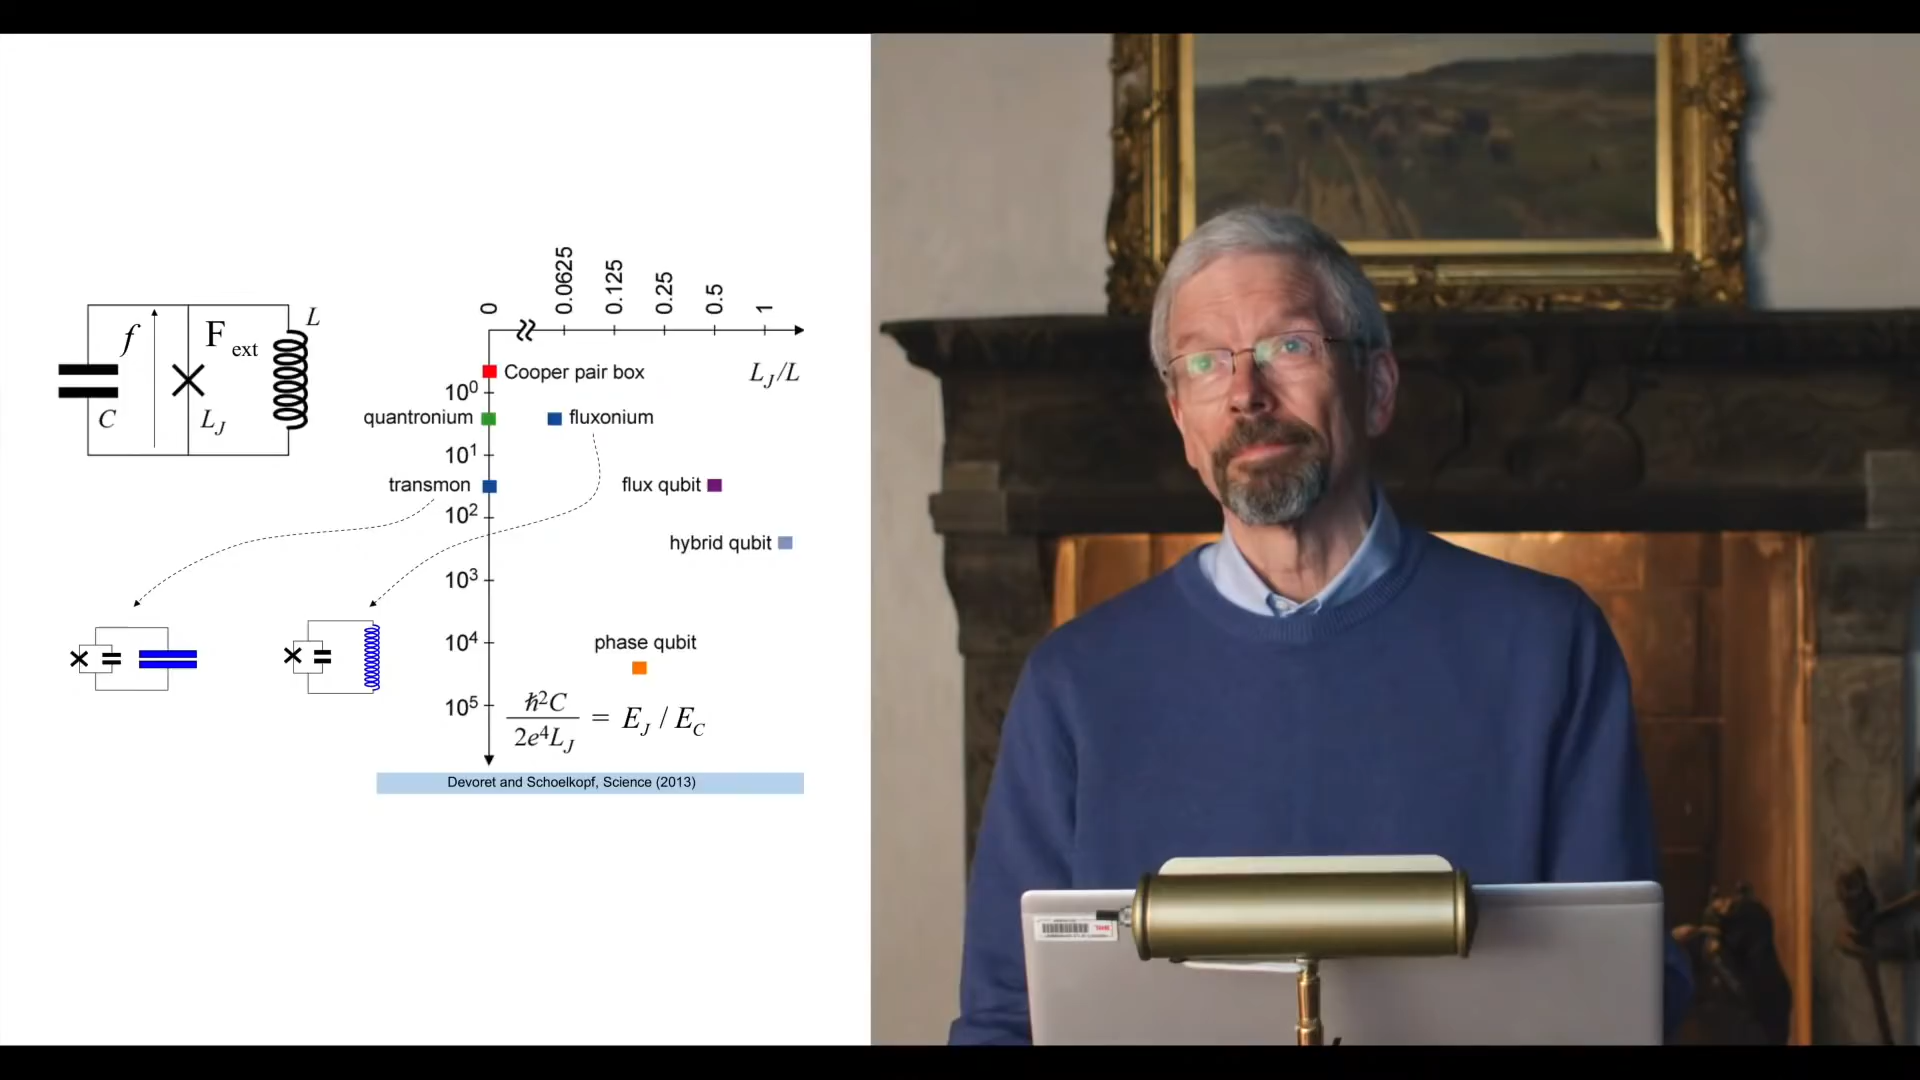 f
F ext
L
C
L_J
0
0.0625
0.125
0.25
0.5
1
L_J/L
Cooper pair box
10⁰
quantronium
fluxonium
10¹
transmon
flux qubit
10²
hybrid qubit
10³
10⁴
phase qubit
10⁵
ℏ²C
2e⁴L_J
= E_J / E_C
Devoret and Schoelkopf, Science (2013)